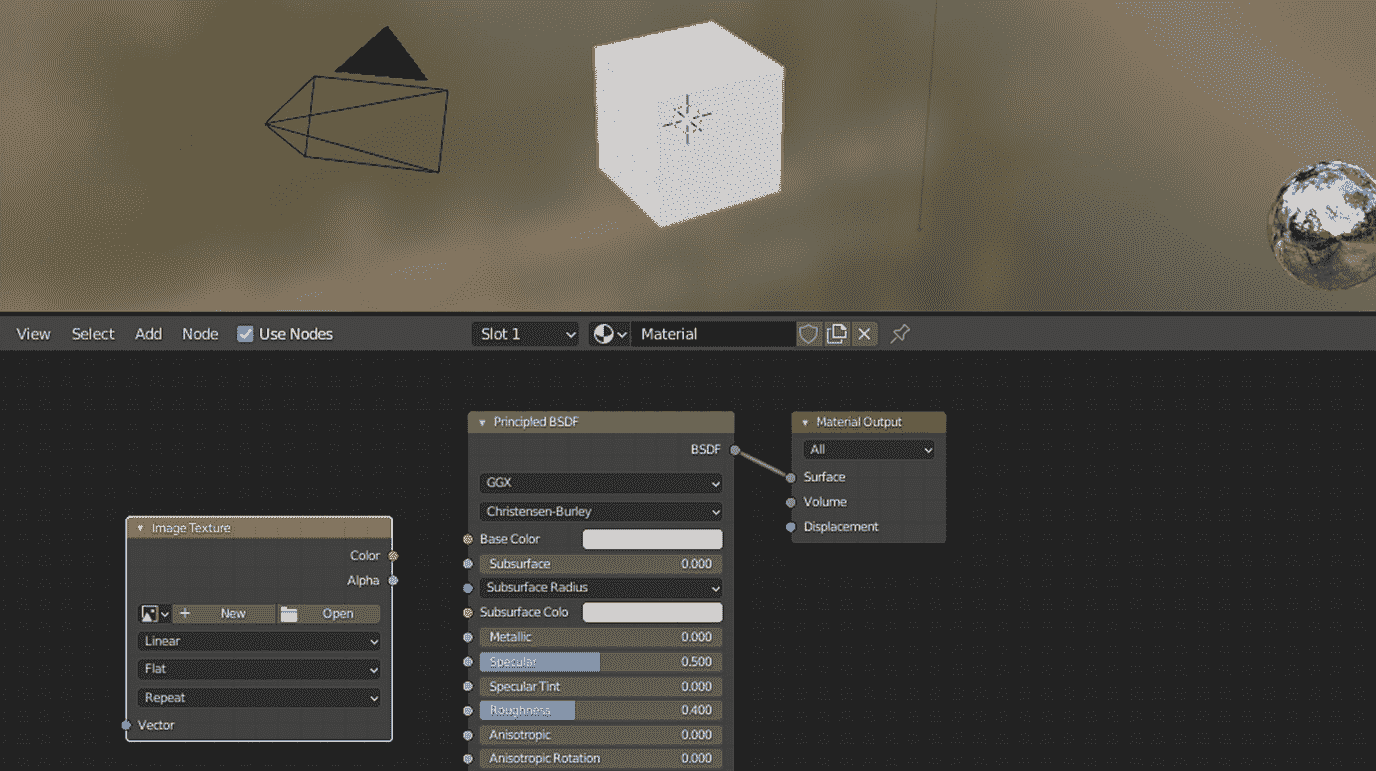 View Select Add Node Use Nodes Slot 1 Material
Principled BSDF
BSDF
GGX
Christensen-Burley
Base Color
Subsurface 0.000
Subsurface Radius
Subsurface Colo
Metallic 0.000
Specular 0.500
Specular Tint 0.000
Roughness 0.400
Anisotropic 0.000
Anisotropic Rotation 0.000
Material Output
All
Surface
Volume
Displacement
Image Texture
Color
Alpha
+ New Open
Linear
Flat
Repeat
Vector